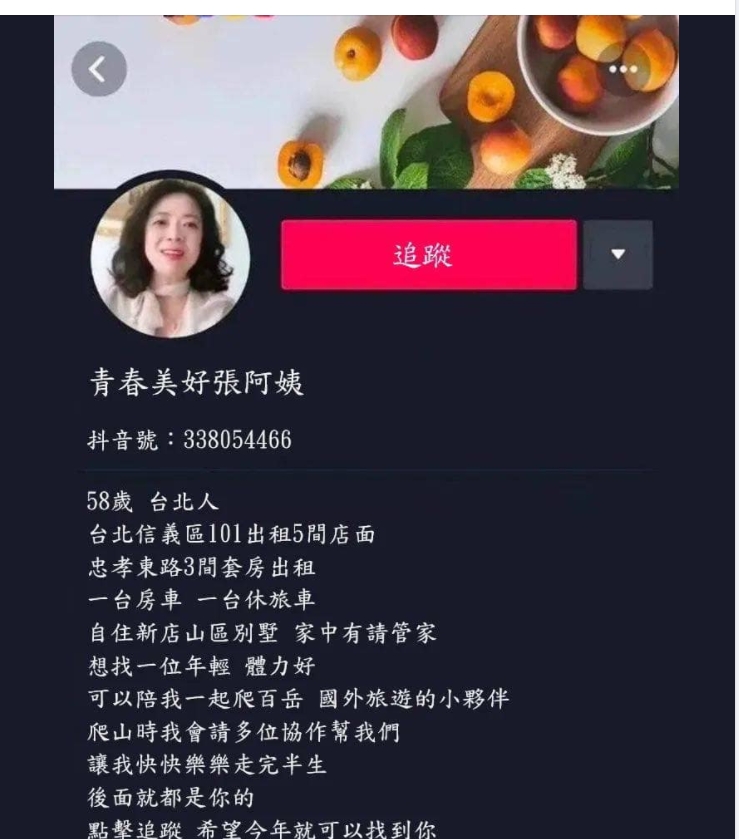 追蹤
青春美好張阿姨
抖音號：338054466
58歲 台北人
台北信義區101出租5間店面
忠孝東路3間套房出租
一台房車 一台休旅車
自住新店山區別墅 家中有請管家
想找一位年輕 體力好
可以陪我一起爬百岳 國外旅遊的小夥伴
爬山時我會請多位協作幫我們
讓我快快樂樂走完半生
後面就都是你的
點擊追蹤 希望今年就可以找到你